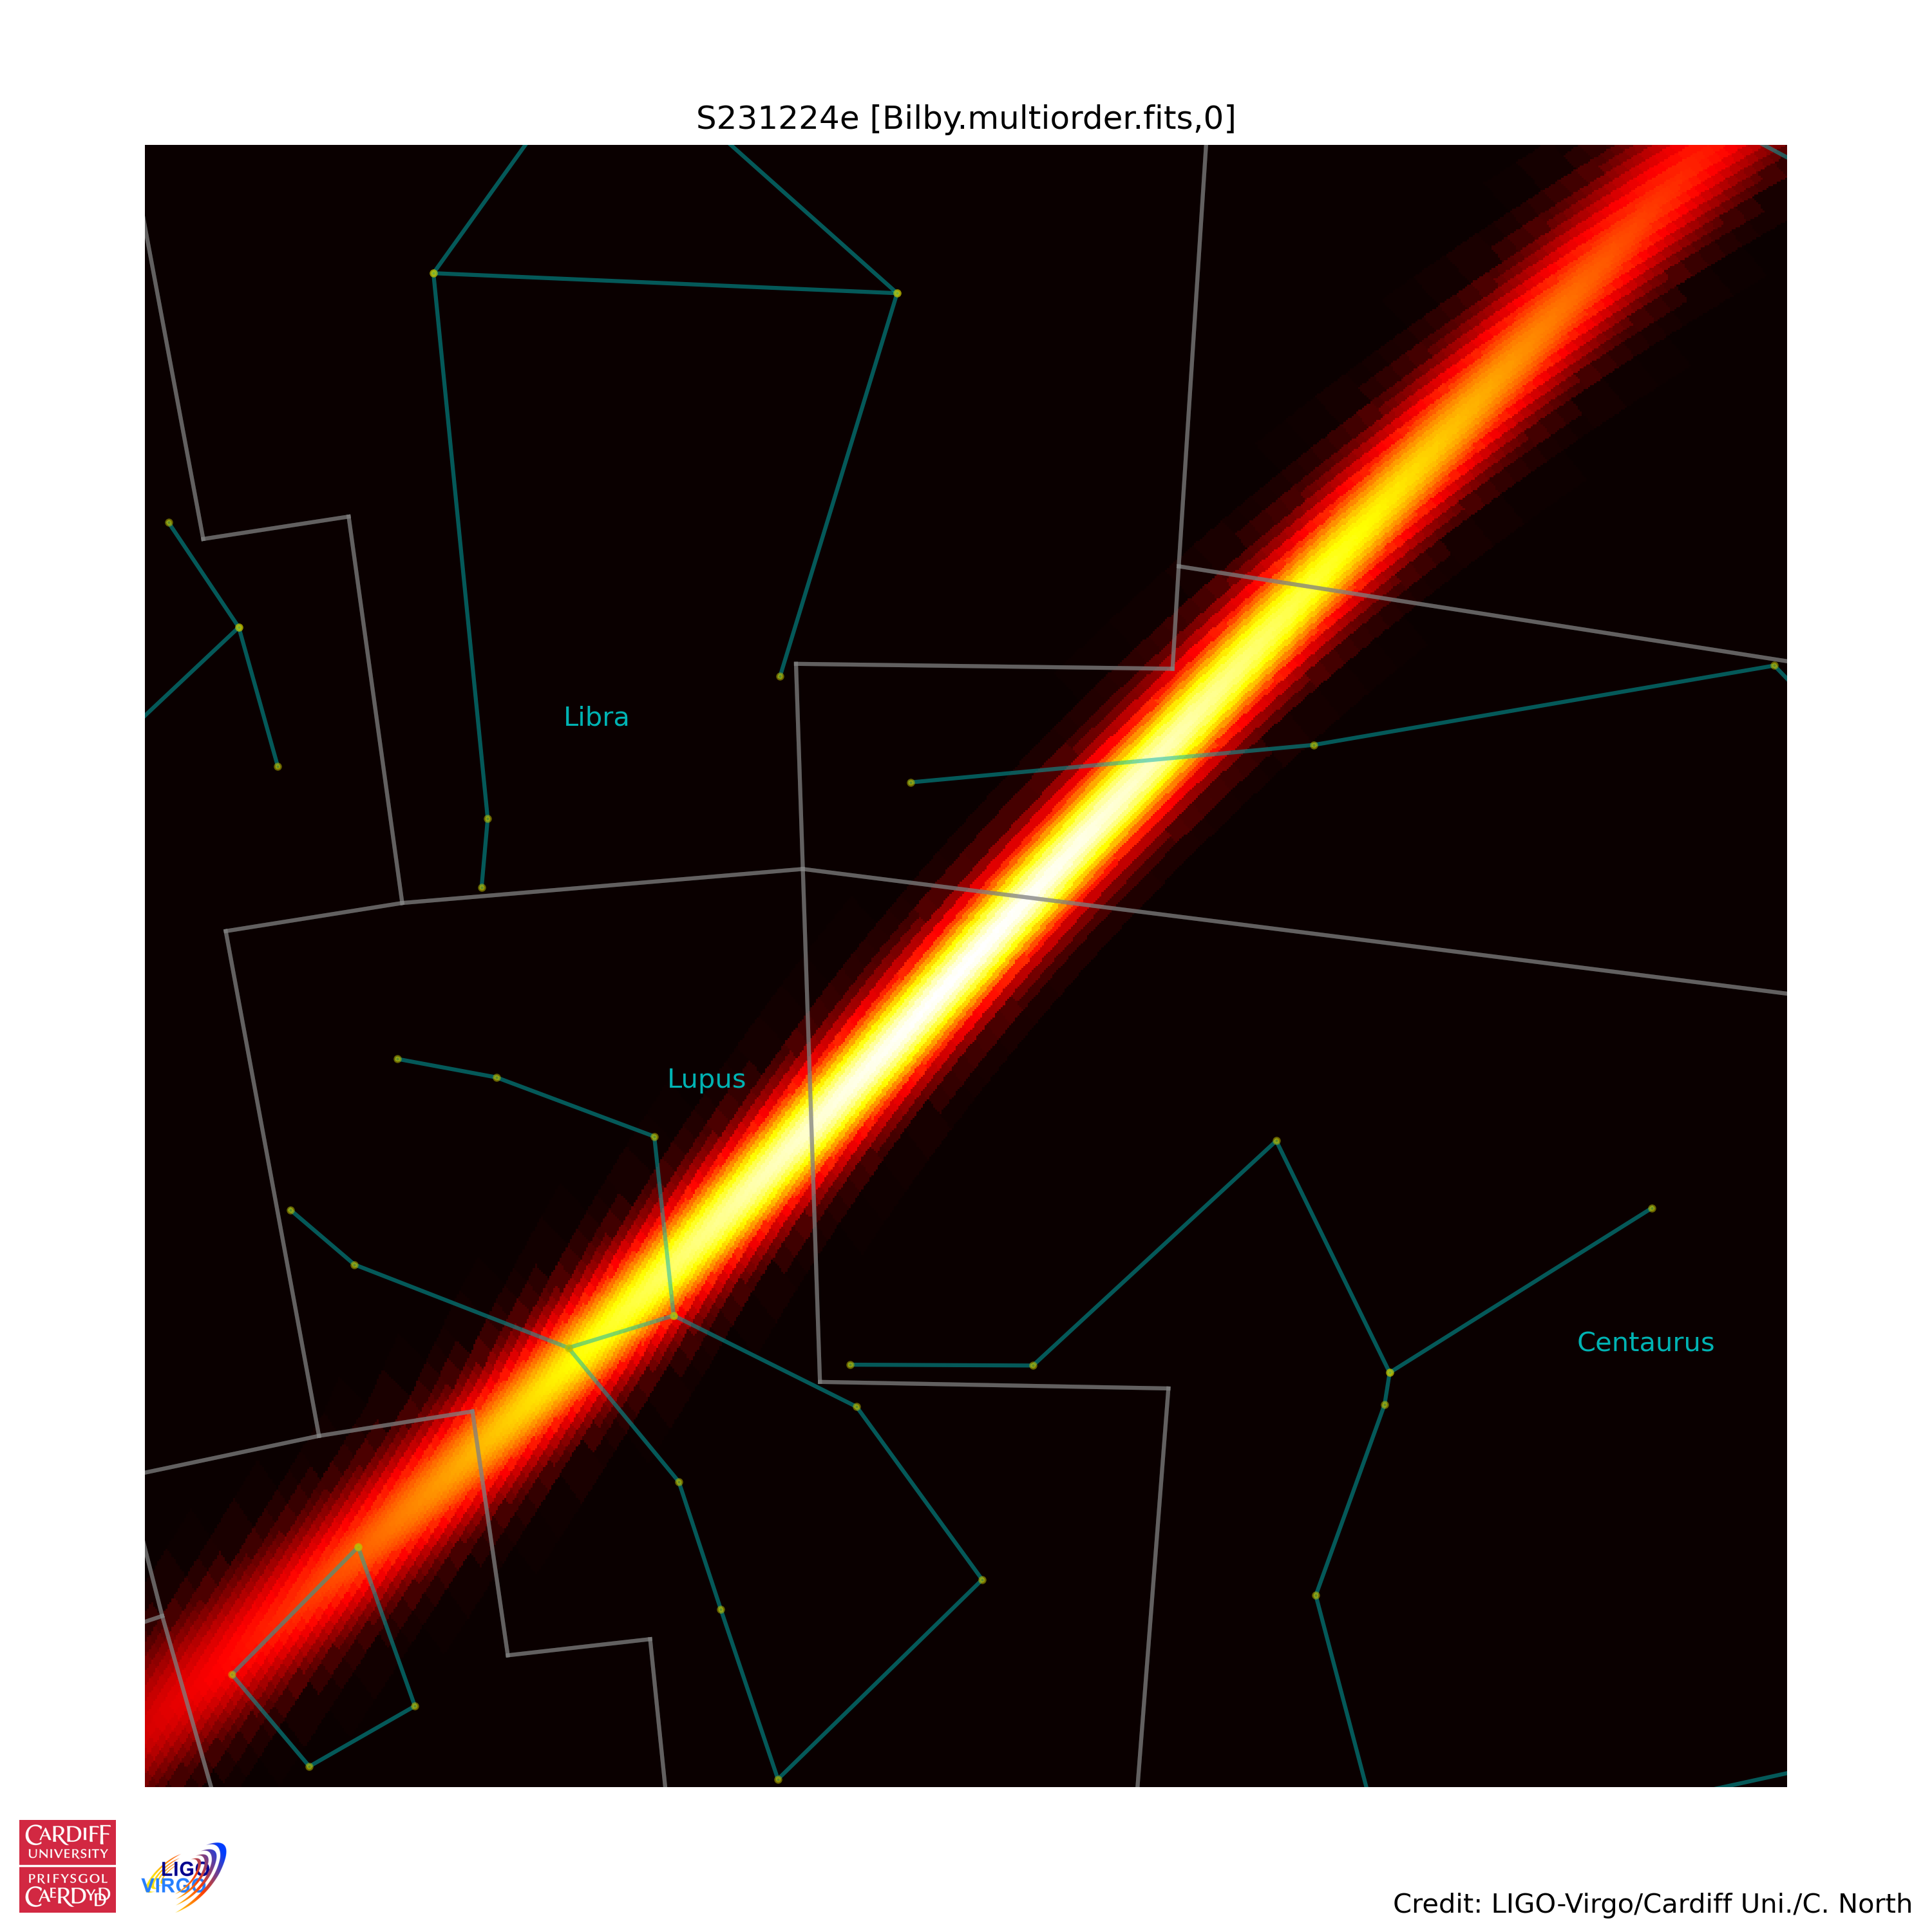 S231224e [Bilby.multiorder.fits,0]
Libra
Lupus
Centaurus
CARDIFF
UNIVERSITY
PRIFYSGOL
CAERDYDD
LIGO
VIRGO
Credit: LIGO-Virgo/Cardiff Uni./C. North